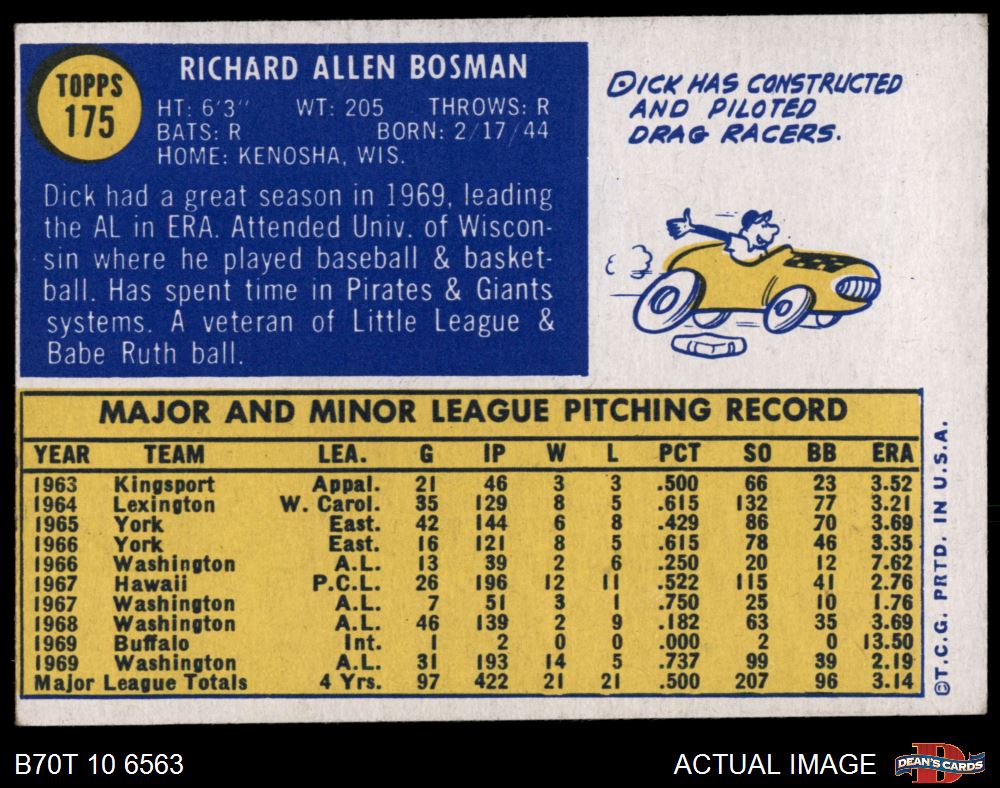 TOPPS
175
RICHARD ALLEN BOSMAN
HT: 6'3" WT: 205 THROWS: R
BATS: R BORN: 2/17/44
HOME: KENOSHA, WIS.
Dick had a great season in 1969, leading
the AL in ERA. Attended Univ. of Wiscon-
sin where he played baseball & basket-
ball. Has spent time in Pirates & Giants
systems. A veteran of Little League &
Babe Ruth ball.
DICK HAS CONSTRUCTED
AND PILOTED
DRAG RACERS.
MAJOR AND MINOR LEAGUE PITCHING RECORD
YEAR TEAM LEA. G IP W L PCT SO BB ERA
1963 Kingsport Appal. 21 46 3 3 .500 66 23 3.52
1964 Lexington W. Carol. 35 129 8 5 .615 132 77 3.21
1965 York East. 42 144 6 8 .429 86 70 3.69
1966 York East. 16 121 8 5 .615 78 46 3.35
1966 Washington A.L. 13 39 2 6 .250 20 12 7.62
1967 Hawaii P.C.L. 26 196 12 11 .522 115 41 2.76
1967 Washington A.L. 7 51 3 1 .750 25 10 1.76
1968 Washington A.L. 46 139 2 9 .182 63 35 3.69
1969 Buffalo Int. 1 2 0 0 .000 2 0 13.50
1969 Washington A.L. 31 193 14 5 .737 99 39 2.19
Major League Totals 4 Yrs. 97 422 21 21 .500 207 96 3.14
©T.C.G. PRTD. IN U.S.A.
B70T 10 6563
ACTUAL IMAGE
D
DEAN'S CARDS